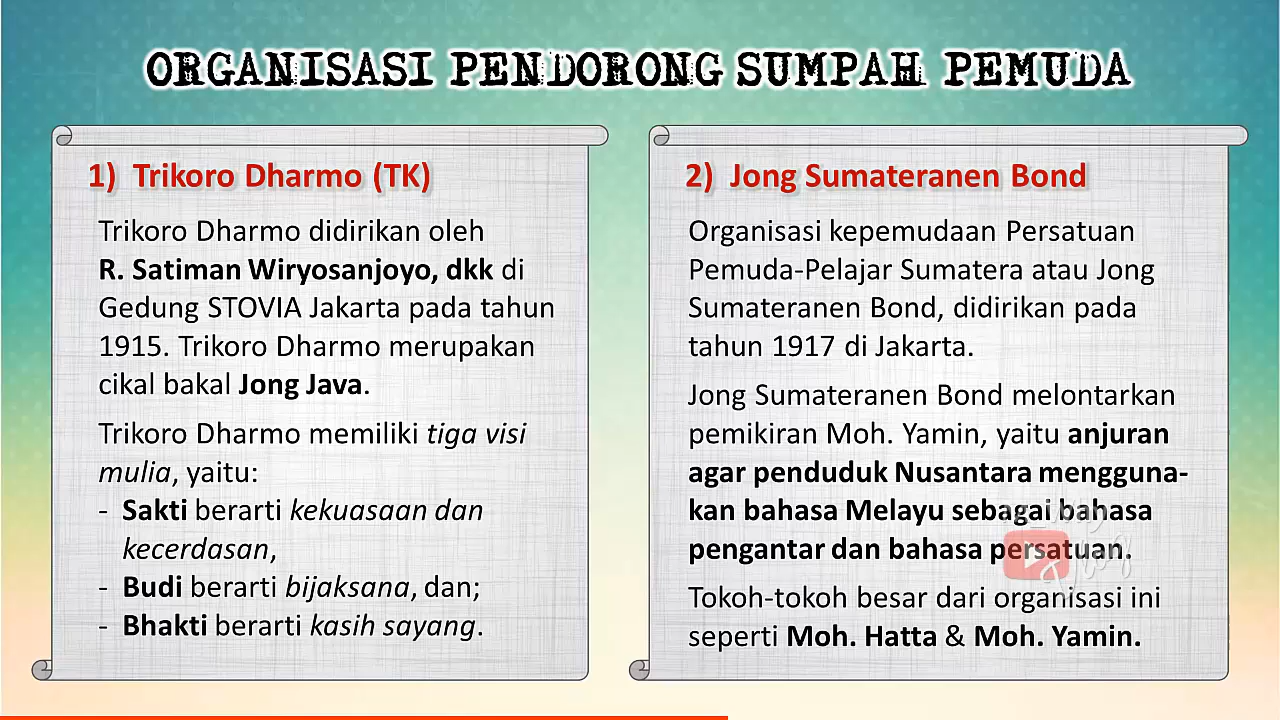 ORGANISASI PENDORONG SUMPAH PEMUDA
1) Trikoro Dharmo (TK)
Trikoro Dharmo didirikan oleh
R. Satiman Wiryosanjoyo, dkk di
Gedung STOVIA Jakarta pada tahun
1915. Trikoro Dharmo merupakan
cikal bakal Jong Java.
Trikoro Dharmo memiliki tiga visi
mulia, yaitu:
- Sakti berarti kekuasaan dan
kecerdasan,
- Budi berarti bijaksana, dan;
- Bhakti berarti kasih sayang.
2) Jong Sumateranen Bond
Organisasi kepemudaan Persatuan
Pemuda-Pelajar Sumatera atau Jong
Sumateranen Bond, didirikan pada
tahun 1917 di Jakarta.
Jong Sumateranen Bond melontarkan
pemikiran Moh. Yamin, yaitu anjuran
agar penduduk Nusantara mengguna-
kan bahasa Melayu sebagai bahasa
pengantar dan bahasa persatuan.
Tokoh-tokoh besar dari organisasi ini
seperti Moh. Hatta & Moh. Yamin.